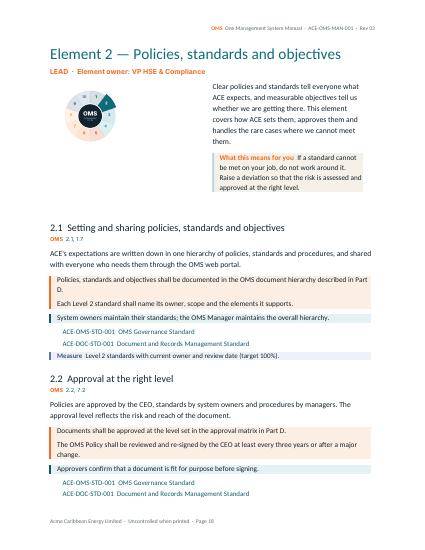 OMS One Management System Manual · ACE-OMS-MAN-001 · Rev 03
Element 2 — Policies, standards and objectives
LEAD · Element owner: VP HSE & Compliance
OMS
Clear policies and standards tell everyone what
ACE expects, and measurable objectives tell us
whether we are getting there. This element
covers how ACE sets them, approves them and
handles the rare cases where we cannot meet
them.
What this means for you If a standard cannot
be met on your job, do not work around it.
Raise a deviation so that the risk is assessed and
approved at the right level.
2.1 Setting and sharing policies, standards and objectives
OMS 2.1, 1.7
ACE's expectations are written down in one hierarchy of policies, standards and procedures, and shared
with everyone who needs them through the OMS web portal.
Policies, standards and objectives shall be documented in the OMS document hierarchy described in Part
D.
Each Level 2 standard shall name its owner, scope and the elements it supports.
System owners maintain their standards; the OMS Manager maintains the overall hierarchy.
ACE-OMS-STD-001 OMS Governance Standard
ACE-DOC-STD-001 Document and Records Management Standard
Measure Level 2 standards with current owner and review date (target 100%).
2.2 Approval at the right level
OMS 2.2, 7.2
Policies are approved by the CEO, standards by system owners and procedures by managers. The
approval level reflects the risk and reach of the document.
Documents shall be approved at the level set in the approval matrix in Part D.
The OMS Policy shall be reviewed and re-signed by the CEO at least every three years or after a major
change.
Approvers confirm that a document is fit for purpose before signing.
ACE-OMS-STD-001 OMS Governance Standard
ACE-DOC-STD-001 Document and Records Management Standard
Acme Caribbean Energy Limited · Uncontrolled when printed · Page 18